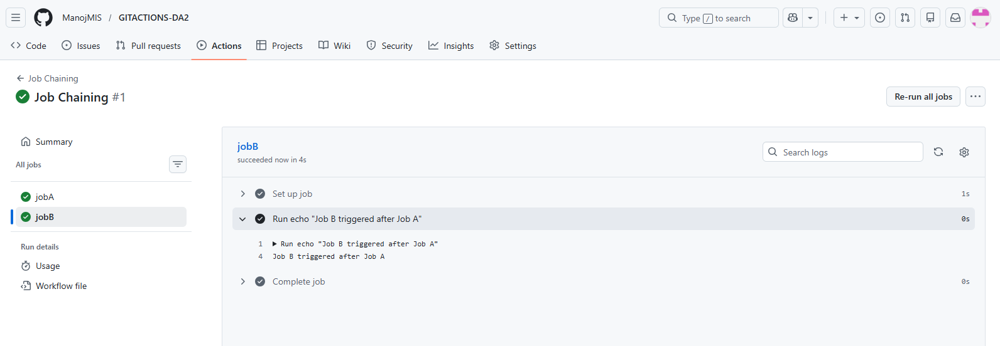 ManojMIS / GITACTIONS-DA2
Type / to search
Code Issues Pull requests Actions Projects Wiki Security Insights Settings
Job Chaining
Job Chaining #1
Re-run all jobs
Summary
All jobs
jobA
jobB
Run details
Usage
Workflow file
jobB
succeeded now in 4s
Search logs
Set up job 1s
Run echo "Job B triggered after Job A" 0s
1 Run echo "Job B triggered after Job A"
4 Job B triggered after Job A
Complete job 0s